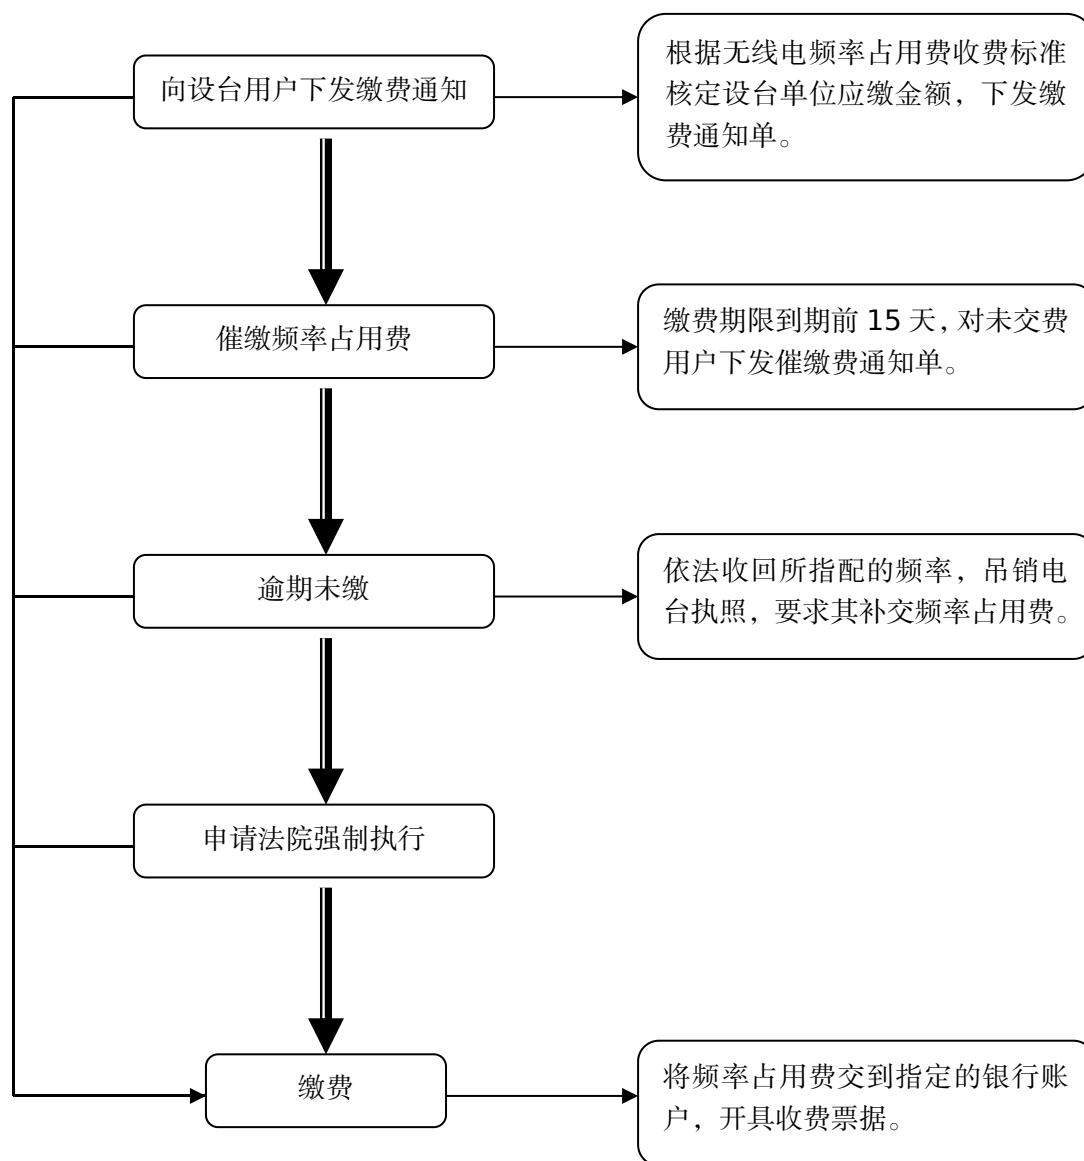 向设台用户下发缴费通知
根据无线电频率占用费收费标准
核定设台单位应缴金额，下发缴
费通知单。
催缴频率占用费
缴费期限到期前 15 天，对未交费
用户下发催缴费通知单。
逾期未缴
依法收回所指配的频率，吊销电
台执照，要求其补交频率占用费。
申请法院强制执行
缴费
将频率占用费交到指定的银行账
户，开具收费票据。